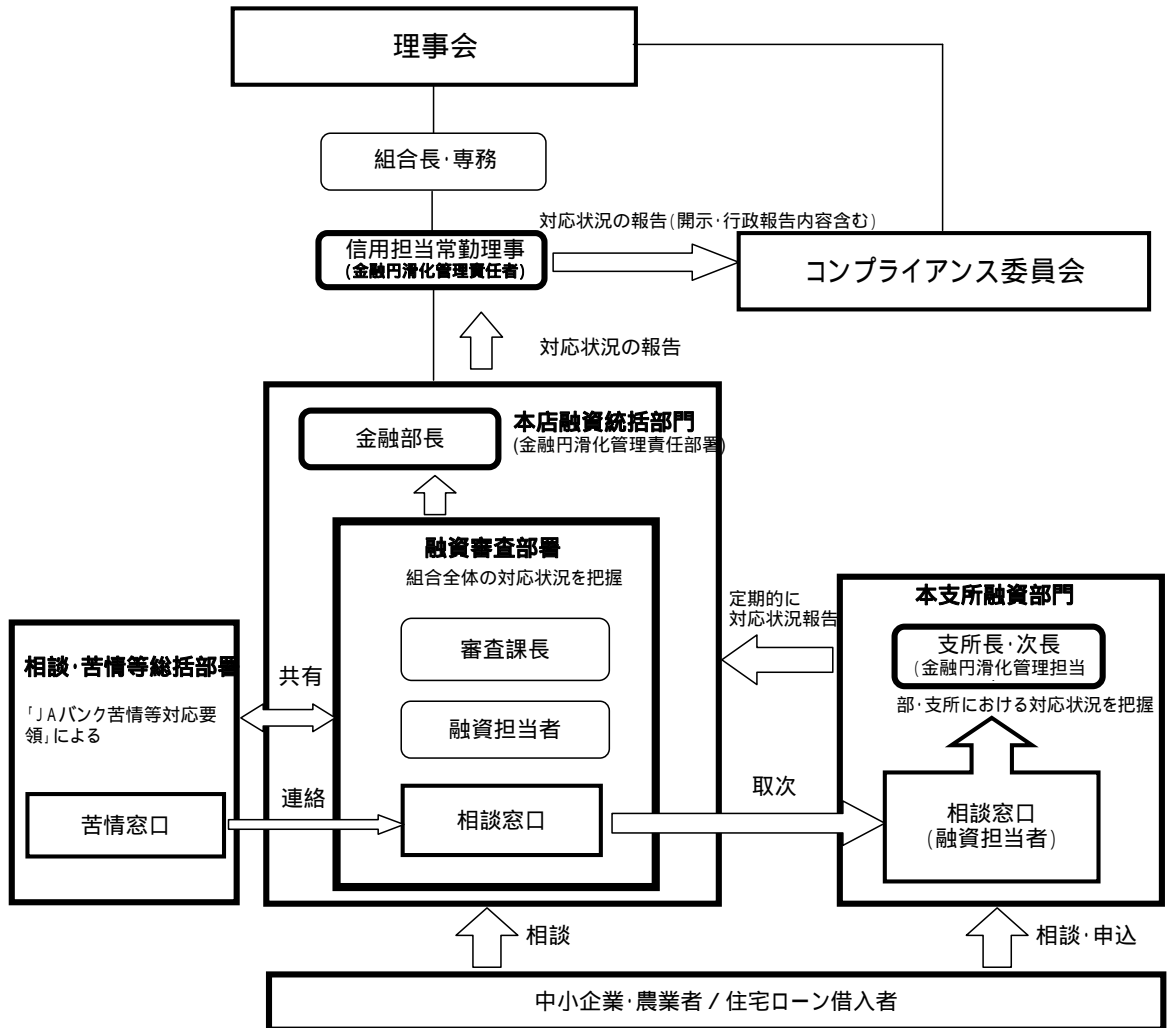 理事会
組合長・専務
対応状況の報告(開示・行政報告内容含む)
信用担当常勤理事
(金融円滑化管理責任者)
コンプライアンス委員会
対応状況の報告
金融部長
本店融資統括部門
(金融円滑化管理責任部署)
融資審査部署
組合全体の対応状況を把握
審査課長
融資担当者
相談窓口
定期的に
対応状況報告
本支所融資部門
支所長・次長
(金融円滑化管理担当
部・支所における対応状況を把握
相談窓口
(融資担当者)
相談・苦情等総括部署
「JAバンク苦情等対応要
領」による
苦情窓口
共有
連絡
取次
相談
相談・申込
中小企業・農業者 / 住宅ローン借入者